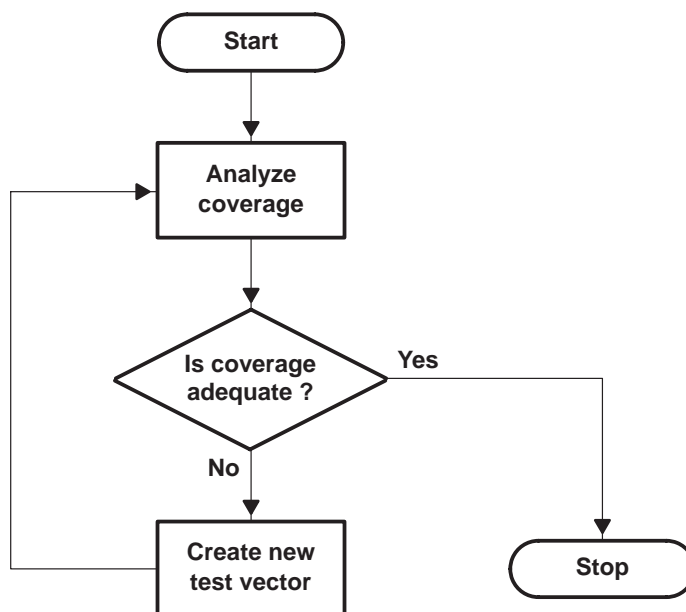 Start
Analyze
coverage
Is coverage
adequate ?
Yes
No
Create new
test vector
Stop